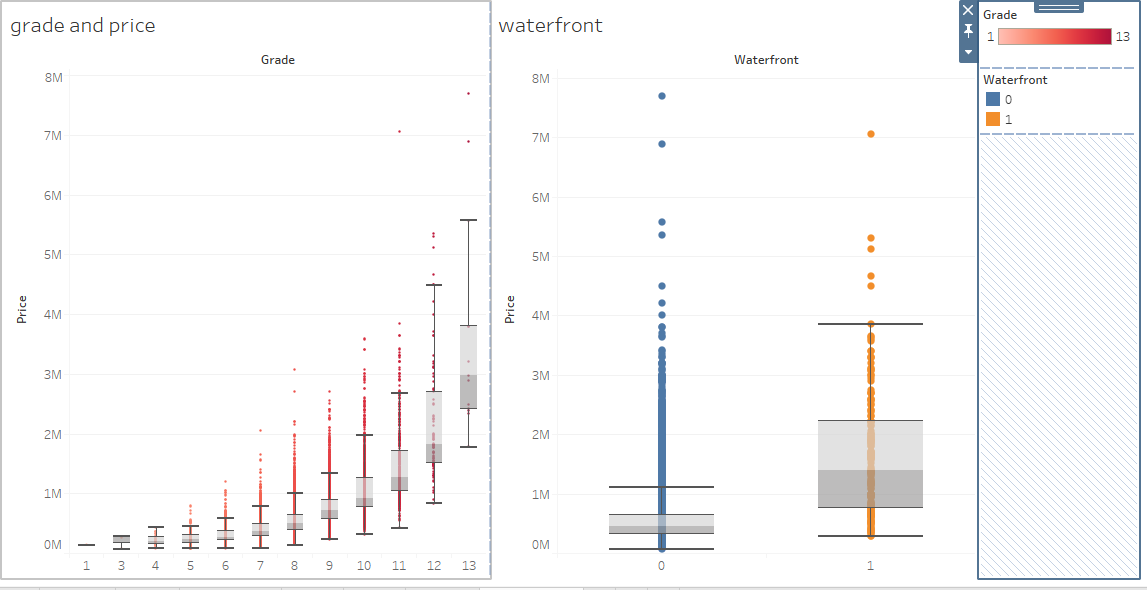 grade and price
Grade
8M
7M
6M
5M
4M
3M
2M
1M
0M
Price
1 3 4 5 6 7 8 9 10 11 12 13
waterfront
Waterfront
8M
7M
6M
5M
4M
3M
2M
1M
0M
Price
0 1
Grade
1 13
Waterfront
0
1